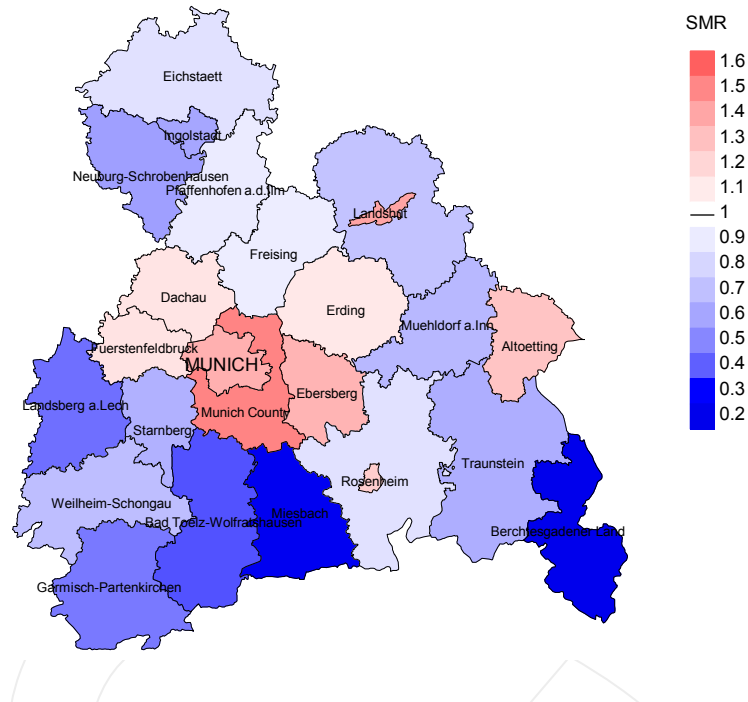 SMR
1.6
1.5
1.4
1.3
1.2
1.1
1
0.9
0.8
0.7
0.6
0.5
0.4
0.3
0.2
Eichstaett
Ingolstadt
Neuburg-Schrobenhausen
Pfaffenhofen a.d.Ilm
Landshut
Freising
Dachau
Erding
Muehldorf a.Inn
Altoetting
Fuerstenfeldbruck
MUNICH
Ebersberg
Landsberg a.Lech
Munich County
Starnberg
Traunstein
Rosenheim
Weilheim-Schongau
Miesbach
Bad Toelz-Wolfratshausen
Berchtesgadener Land
Garmisch-Partenkirchen